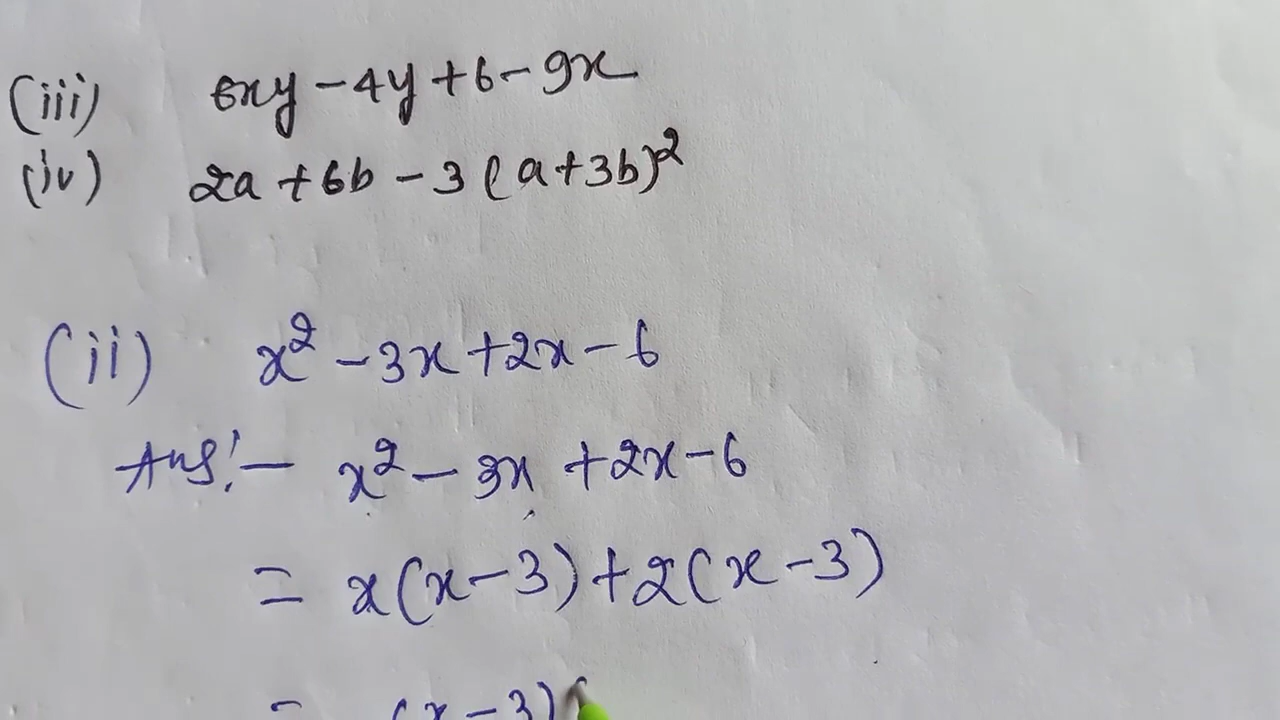 (iii) 6xy - 4y + 6 - 9x
(iv) 2a + 6b - 3 (a + 3b)²
(ii) x² - 3x + 2x - 6
Ans:- x² - 3x + 2x - 6
= x(x - 3) + 2(x - 3)
= (x - 3)